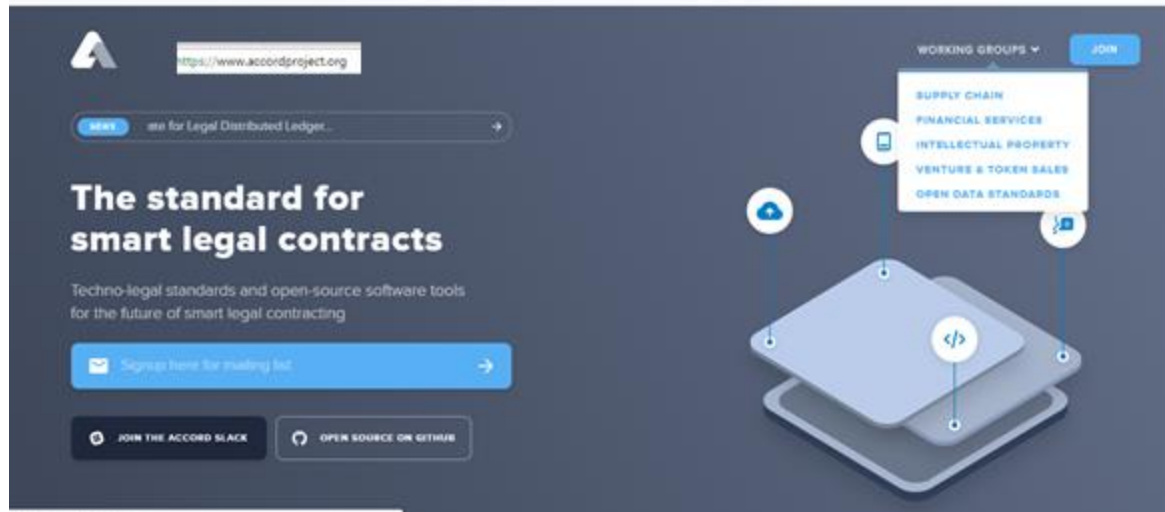 https://www.accordproject.org
WORKING GROUPS
JOIN
SUPPLY CHAIN
FINANCIAL SERVICES
INTELLECTUAL PROPERTY
VENTURE & TOKEN SALES
OPEN DATA STANDARDS
NEWS
ate for Legal Distributed Ledger...
The standard for
smart legal contracts
Techno-legal standards and open-source software tools
for the future of smart legal contracting
Signup here for mailing list
JOIN THE ACCORD SLACK
OPEN SOURCE ON GITHUB